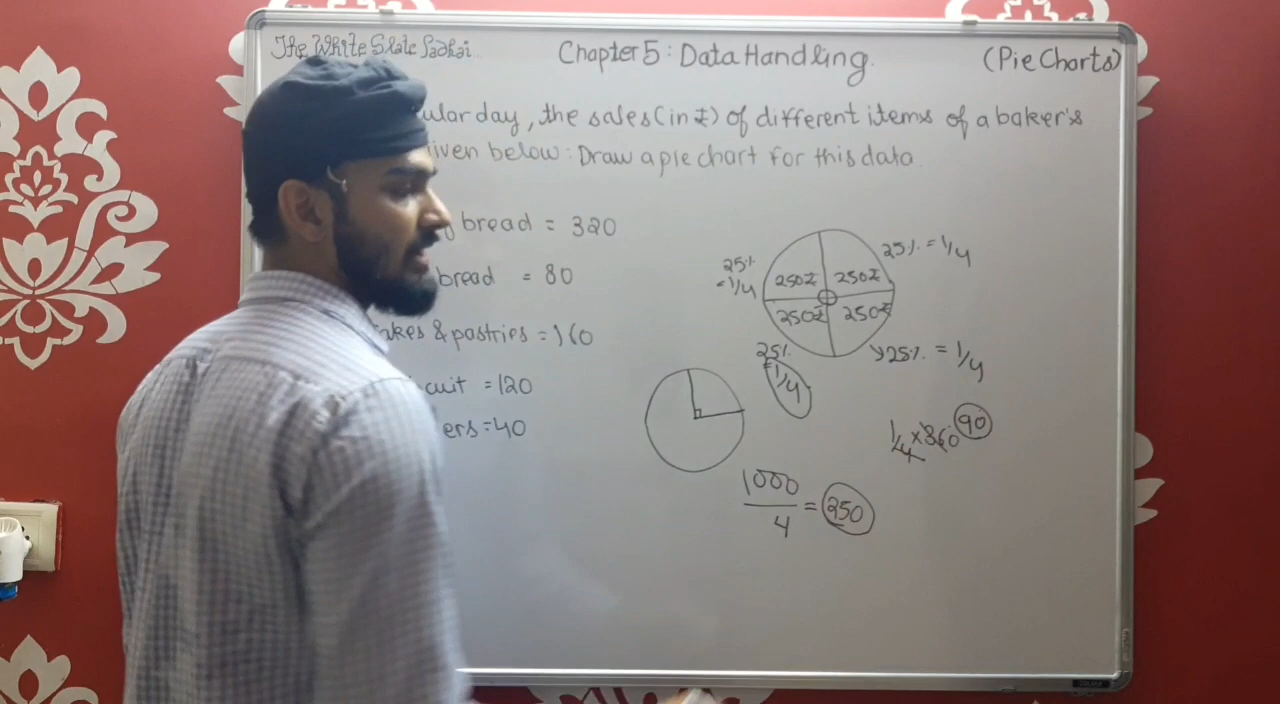 The White Slate Padhai
Chapter 5: Data Handling.
(Pie Charts)
ular day, the sales (in ₹) of different items of a baker's
iven below: Draw a pie chart for this data.
g bread = 320
bread = 80
akes & pastries = 160
cuit = 120
ers = 40
25% = 1/4
25% = 1/4
250₹ 250₹
250₹ 250₹
25% = 1/4
25% = 1/4
1/4 × 360 90
1000/4 = 250